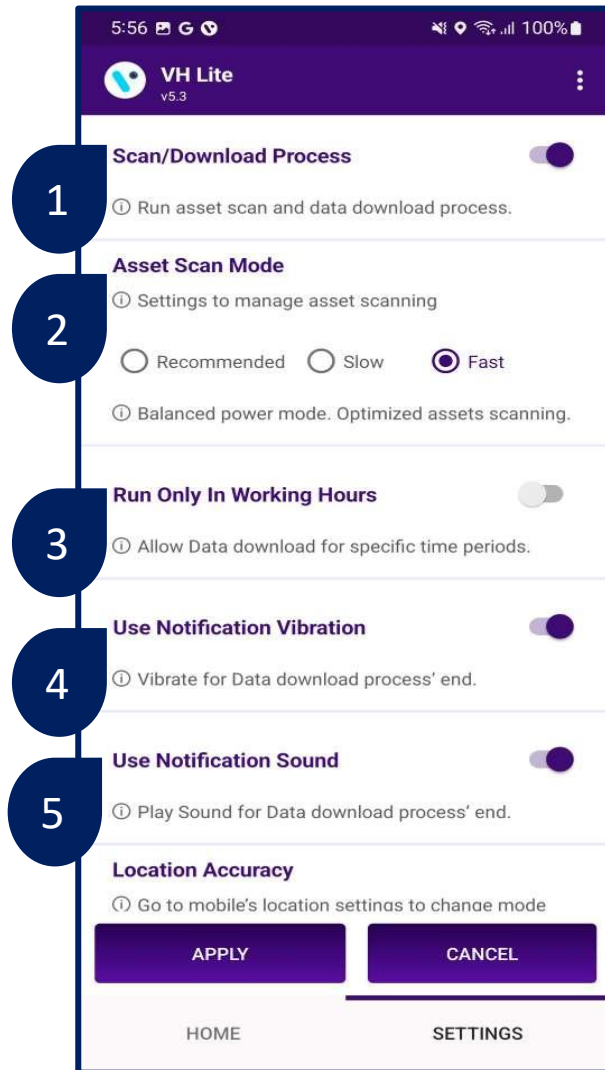 5:56 G 100%
VH Lite
v5.3
1
Scan/Download Process
Run asset scan and data download process.
2
Asset Scan Mode
Settings to manage asset scanning
Recommended Slow Fast
Balanced power mode. Optimized assets scanning.
3
Run Only In Working Hours
Allow Data download for specific time periods.
4
Use Notification Vibration
Vibrate for Data download process' end.
5
Use Notification Sound
Play Sound for Data download process' end.
Location Accuracy
Go to mobile's location settings to change mode
APPLY CANCEL
HOME SETTINGS